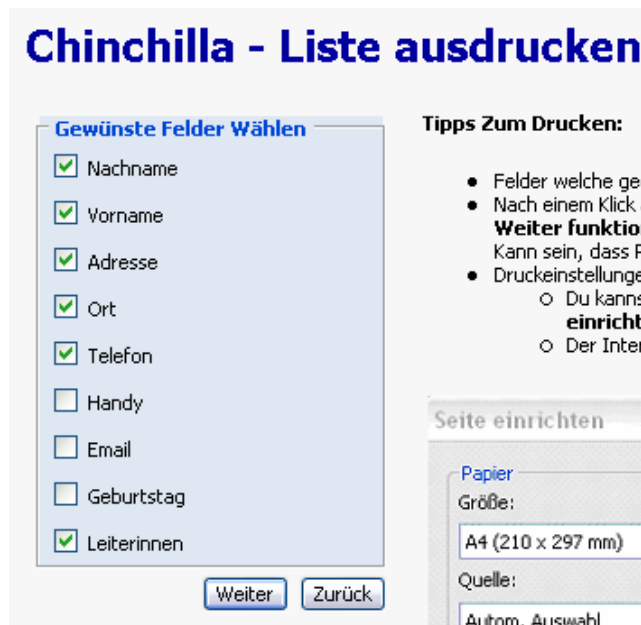 Chinchilla - Liste ausdrucken
Gewünste Felder Wählen
Nachname
Vorname
Adresse
Ort
Telefon
Handy
Email
Geburtstag
Leiterinnen
Weiter Zurück
Tipps Zum Drucken:
Felder welche ge
Nach einem Klick
Weiter funktio
Kann sein, dass
Druckeinstellunge
Du kanns
einricht
Der Inter
Seite einrichten
Papier
Größe:
A4 (210 x 297 mm)
Quelle:
Autom. Auswahl